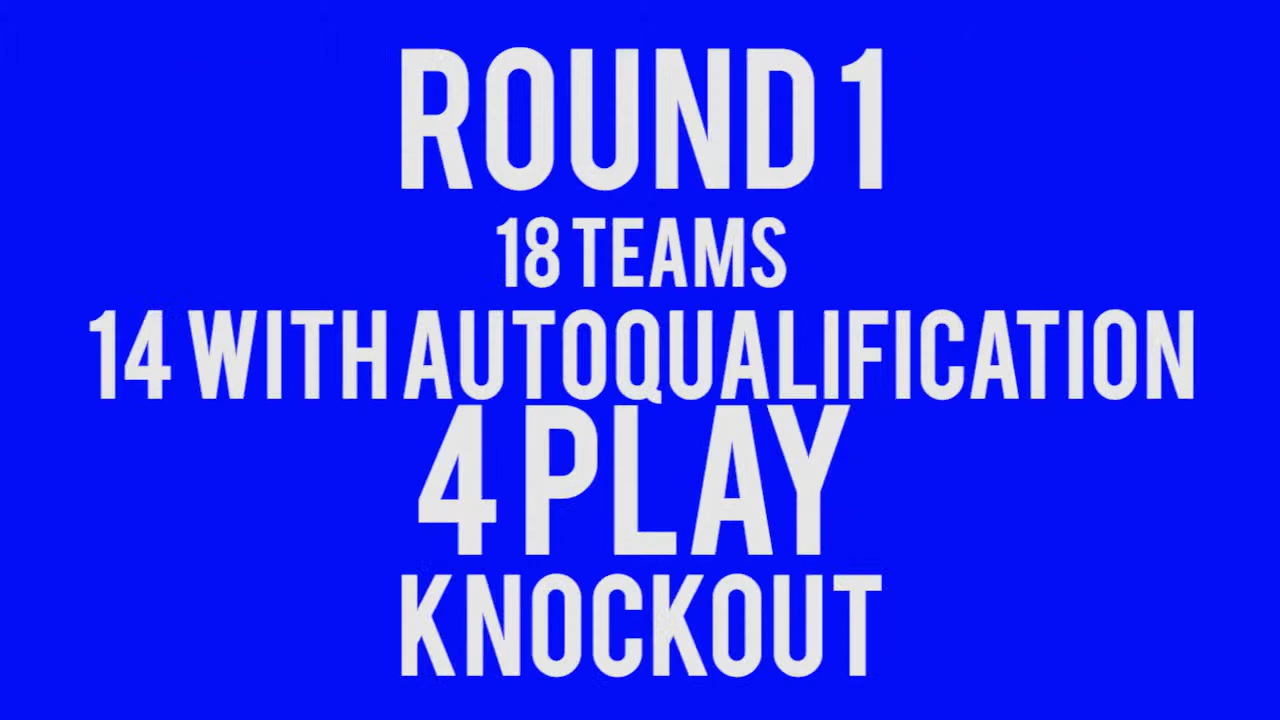 ROUND 1
18 TEAMS
14 WITH AUTOQUALIFICATION
4 PLAY
KNOCKOUT